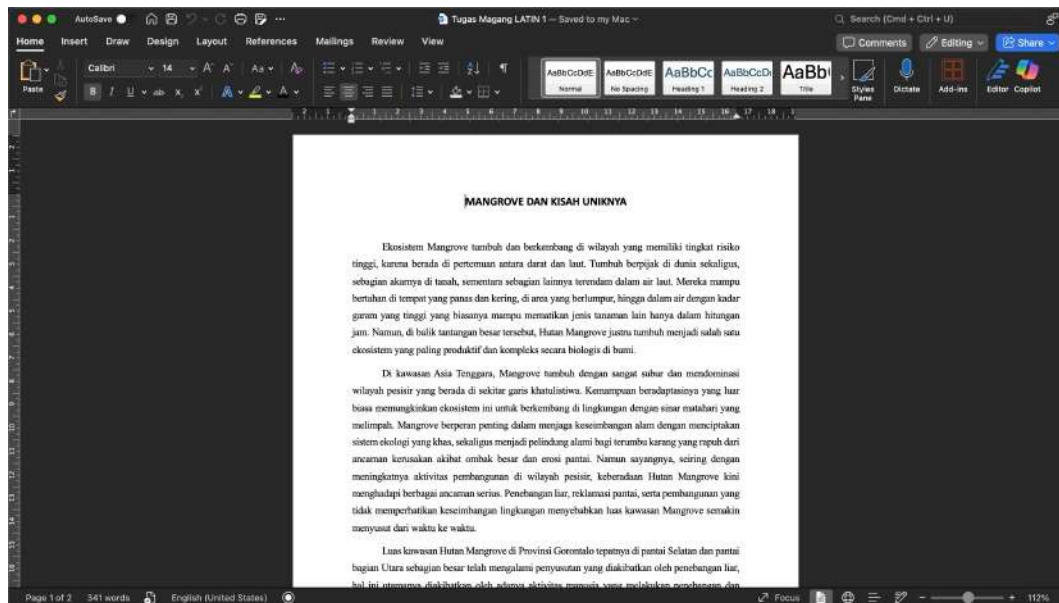 AutoSave
Tugas Magang LATIN 1 — Saved to my Mac
Search (Cmd + Ctrl + U)
Home Insert Draw Design Layout References Mailings Review View
Comments Editing Share
Paste
Calibri 14
AaBbCcDdE Normal
AaBbCcDdE No Spacing
AaBbCc Heading 1
AaBbCcDc Heading 2
AaBb Title
Styles Pane
Dictate
Add-ins
Editor
Copilot
MANGROVE DAN KISAH UNIKNYA
Ekosistem Mangrove tumbuh dan berkembang di wilayah yang memiliki tingkat risiko
tinggi, karena berada di pertemuan antara darat dan laut. Tumbuh berpijak di dunia sekaligus,
sebagian akarnya di tanah, sementara sebagian lainnya terendam dalam air laut. Mereka mampu
bertahan di tempat yang panas dan kering, di area yang berlumpur, hingga dalam air dengan kadar
garam yang tinggi yang biasanya mampu mematikan jenis tanaman lain hanya dalam hitungan
jam. Namun, di balik tantangan besar tersebut, Hutan Mangrove justru tumbuh menjadi salah satu
ekosistem yang paling produktif dan kompleks secara biologis di bumi.
Di kawasan Asia Tenggara, Mangrove tumbuh dengan sangat subur dan mendominasi
wilayah pesisir yang berada di sekitar garis khatulistiwa. Kemampuan beradaptasinya yang luar
biasa memungkinkan ekosistem ini untuk berkembang di lingkungan dengan sinar matahari yang
melimpah. Mangrove berperan penting dalam menjaga keseimbangan alam dengan menciptakan
sistem ekologi yang khas, sekaligus menjadi pelindung alami bagi terumbu karang yang rapuh dari
ancaman kerusakan akibat ombak besar dan erosi pantai. Namun sayangnya, seiring dengan
meningkatnya aktivitas pembangunan di wilayah pesisir, keberadaan Hutan Mangrove kini
menghadapi berbagai ancaman serius. Penebangan liar, reklamasi pantai, serta pembangunan yang
tidak memperhatikan keseimbangan lingkungan menyebabkan luas kawasan Mangrove semakin
menyusut dari waktu ke waktu.
Luas kawasan Hutan Mangrove di Provinsi Gorontalo tepatnya di pantai Selatan dan pantai
bagian Utara sebagian besar telah mengalami penyusutan yang diakibatkan oleh penebangan liar,
hal ini utamanya diakibatkan oleh adanya aktivitas manusia yang melakukan penebangan dan
Page 1 of 2 341 words English (United States) Focus 112%